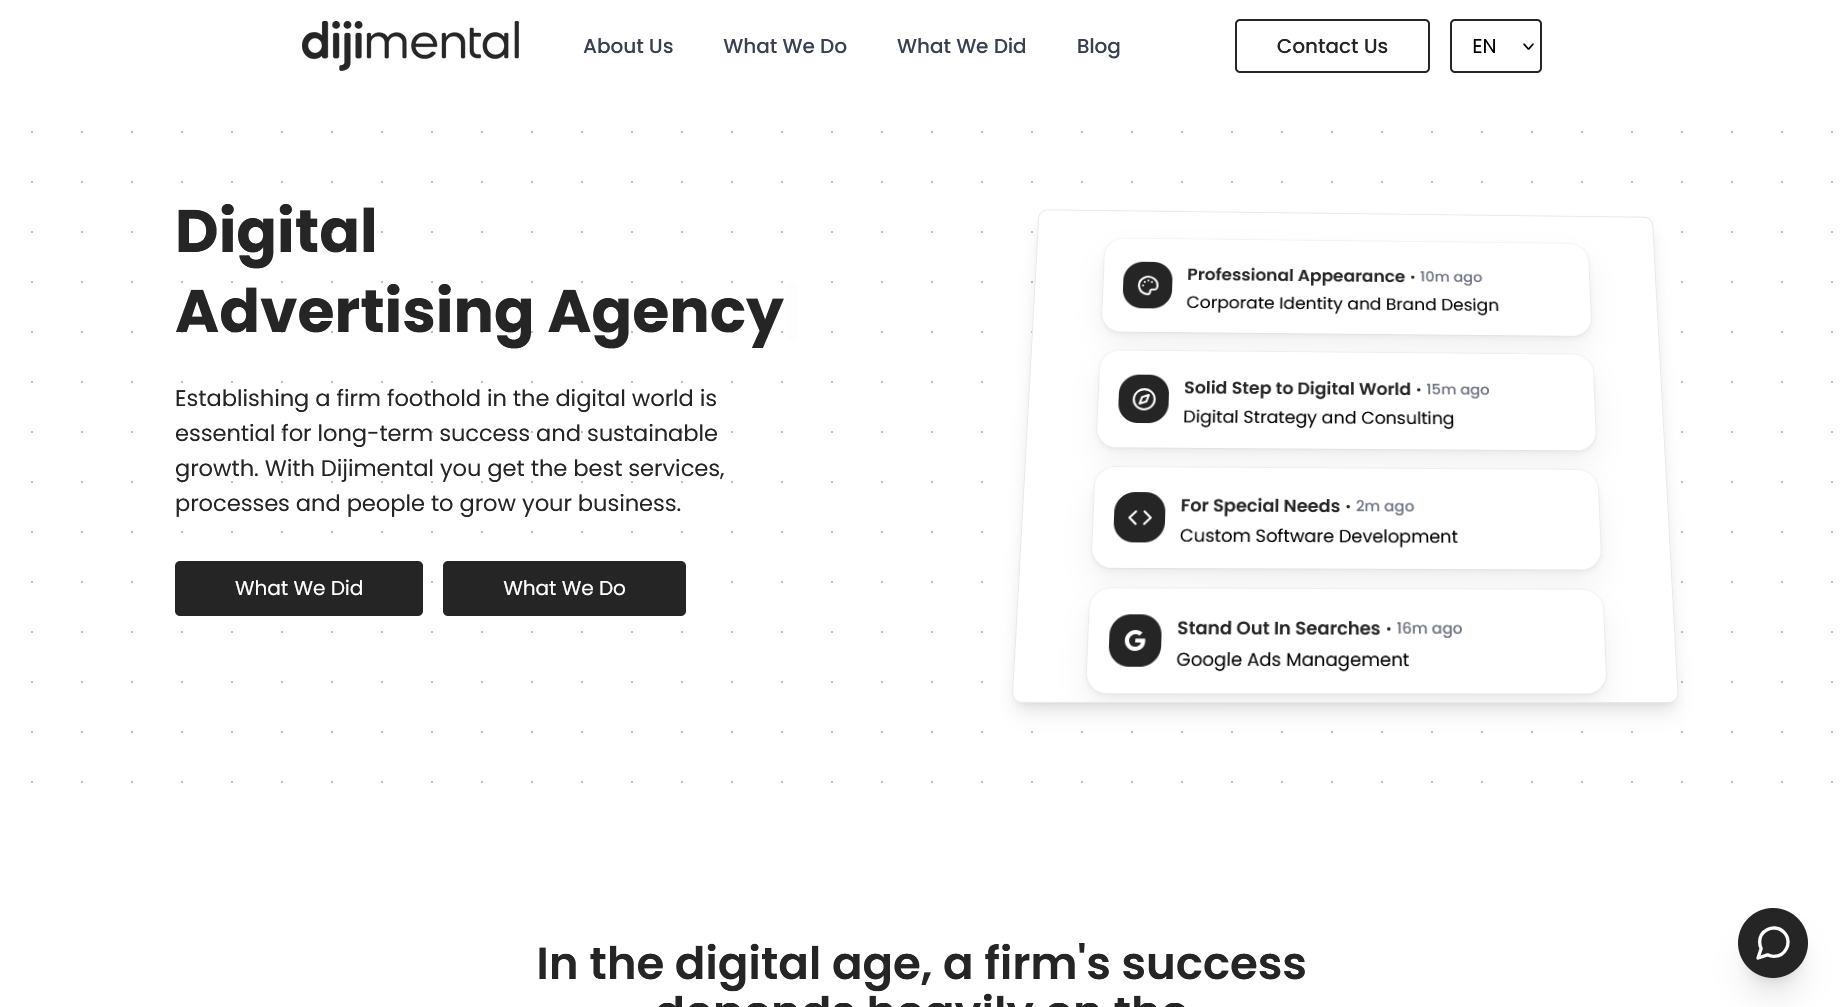 dijimental
About Us
What We Do
What We Did
Blog
Contact Us
EN
Digital
Advertising Agency
Establishing a firm foothold in the digital world is
essential for long-term success and sustainable
growth. With Dijimental you get the best services,
processes and people to grow your business.
What We Did
What We Do
Professional Appearance • 10m ago
Corporate Identity and Brand Design
Solid Step to Digital World • 15m ago
Digital Strategy and Consulting
For Special Needs • 2m ago
Custom Software Development
G
Stand Out In Searches • 16m ago
Google Ads Management
In the digital age, a firm's success
depends heavily on the